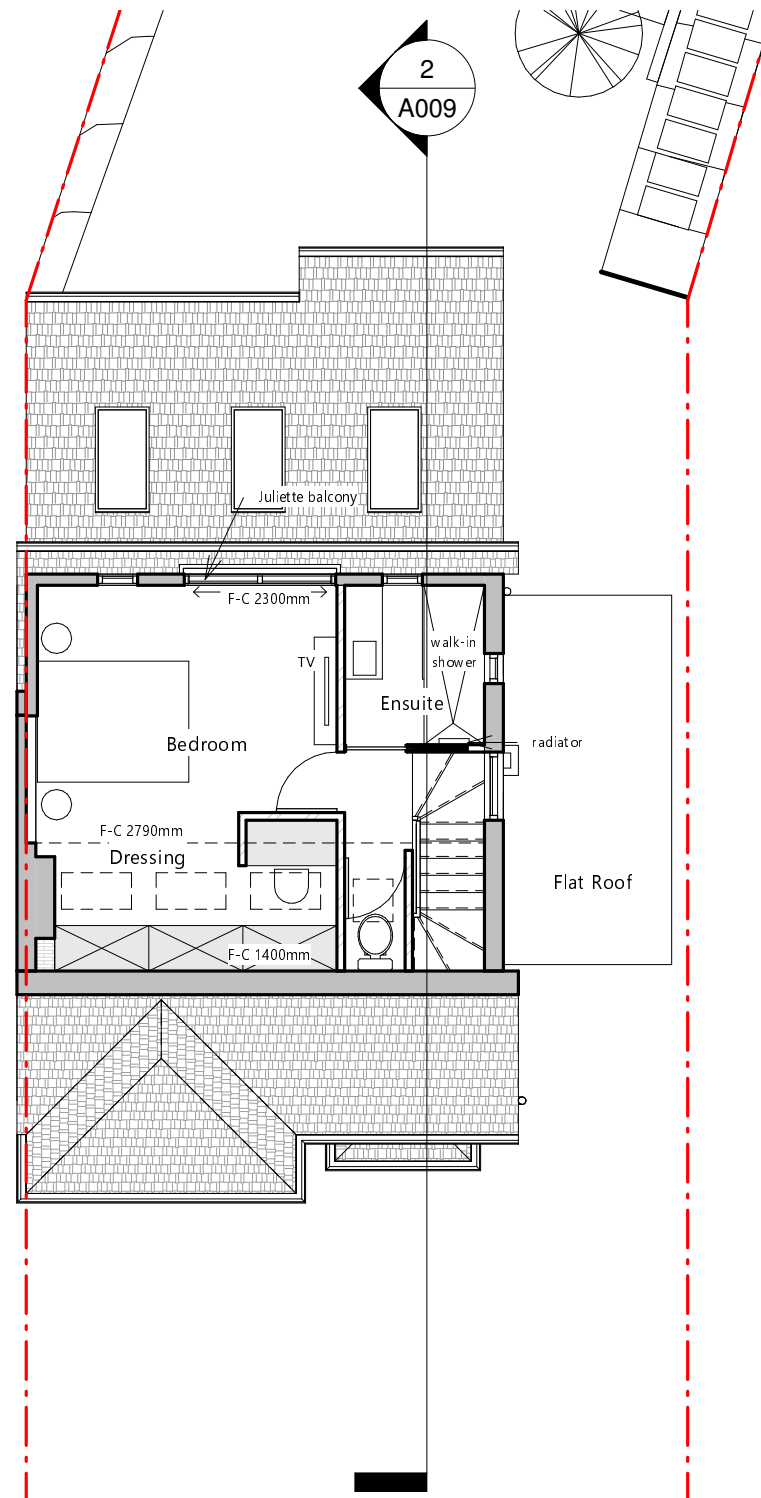 2
A009
Juliette balcony
F-C 2300mm
walk-in
shower
TV
Ensuite
Bedroom
radiator
F-C 2790mm
Dressing
Flat Roof
F-C 1400mm